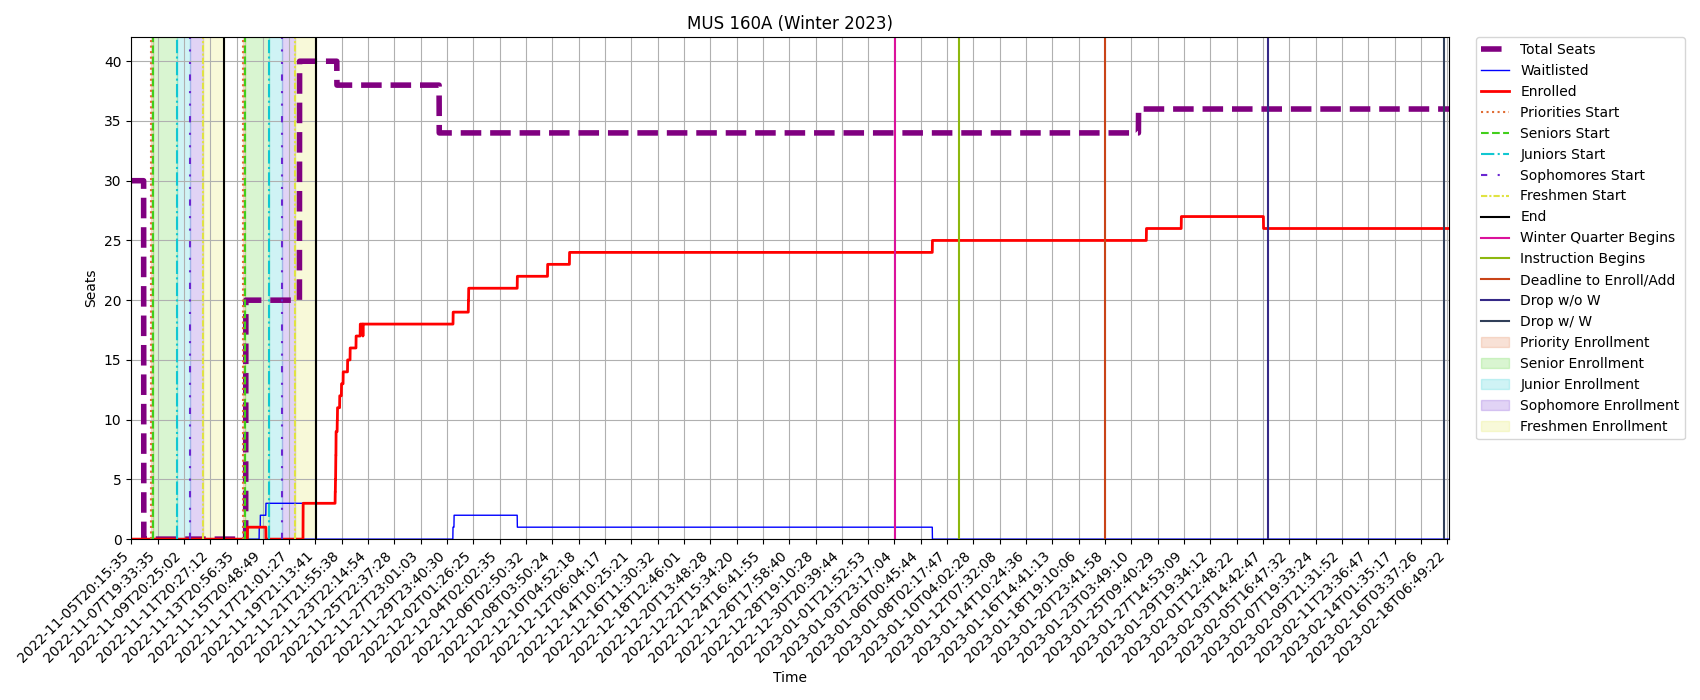 MUS 160A (Winter 2023)
Seats
40
35
30
25
20
15
10
5
0
2022-11-05T20:15:35
2022-11-07T19:33:35
2022-11-09T20:25:02
2022-11-11T20:27:12
2022-11-13T20:56:35
2022-11-15T20:48:49
2022-11-17T21:01:27
2022-11-19T21:13:41
2022-11-21T21:55:38
2022-11-23T22:14:54
2022-11-25T22:37:28
2022-11-27T23:01:03
2022-11-29T23:40:30
2022-12-02T01:26:25
2022-12-04T02:02:35
2022-12-06T02:50:32
2022-12-08T03:50:24
2022-12-10T04:52:18
2022-12-12T06:04:17
2022-12-14T10:25:21
2022-12-16T11:30:32
2022-12-18T12:46:01
2022-12-20T13:48:28
2022-12-22T15:34:20
2022-12-24T16:41:55
2022-12-26T17:58:40
2022-12-28T19:10:28
2022-12-30T20:39:44
2023-01-01T21:52:53
2023-01-03T23:17:04
2023-01-06T00:45:44
2023-01-08T02:17:47
2023-01-10T04:02:28
2023-01-12T07:32:08
2023-01-14T10:24:36
2023-01-16T14:41:13
2023-01-18T19:10:06
2023-01-20T23:41:58
2023-01-23T03:49:10
2023-01-25T09:40:29
2023-01-27T14:53:09
2023-01-29T19:34:12
2023-02-01T12:48:22
2023-02-03T14:42:47
2023-02-05T16:47:32
2023-02-07T19:33:24
2023-02-09T21:31:52
2023-02-11T23:36:47
2023-02-14T01:35:17
2023-02-16T03:37:26
2023-02-18T06:49:22
Time
Total Seats
Waitlisted
Enrolled
Priorities Start
Seniors Start
Juniors Start
Sophomores Start
Freshmen Start
End
Winter Quarter Begins
Instruction Begins
Deadline to Enroll/Add
Drop w/o W
Drop w/ W
Priority Enrollment
Senior Enrollment
Junior Enrollment
Sophomore Enrollment
Freshmen Enrollment